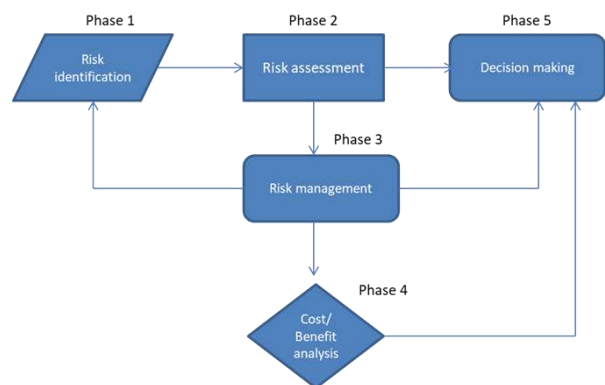 Phase 1
Phase 2
Phase 5
Risk
identification
Risk assessment
Decision making
Phase 3
Risk management
Phase 4
Cost/
Benefit
analysis